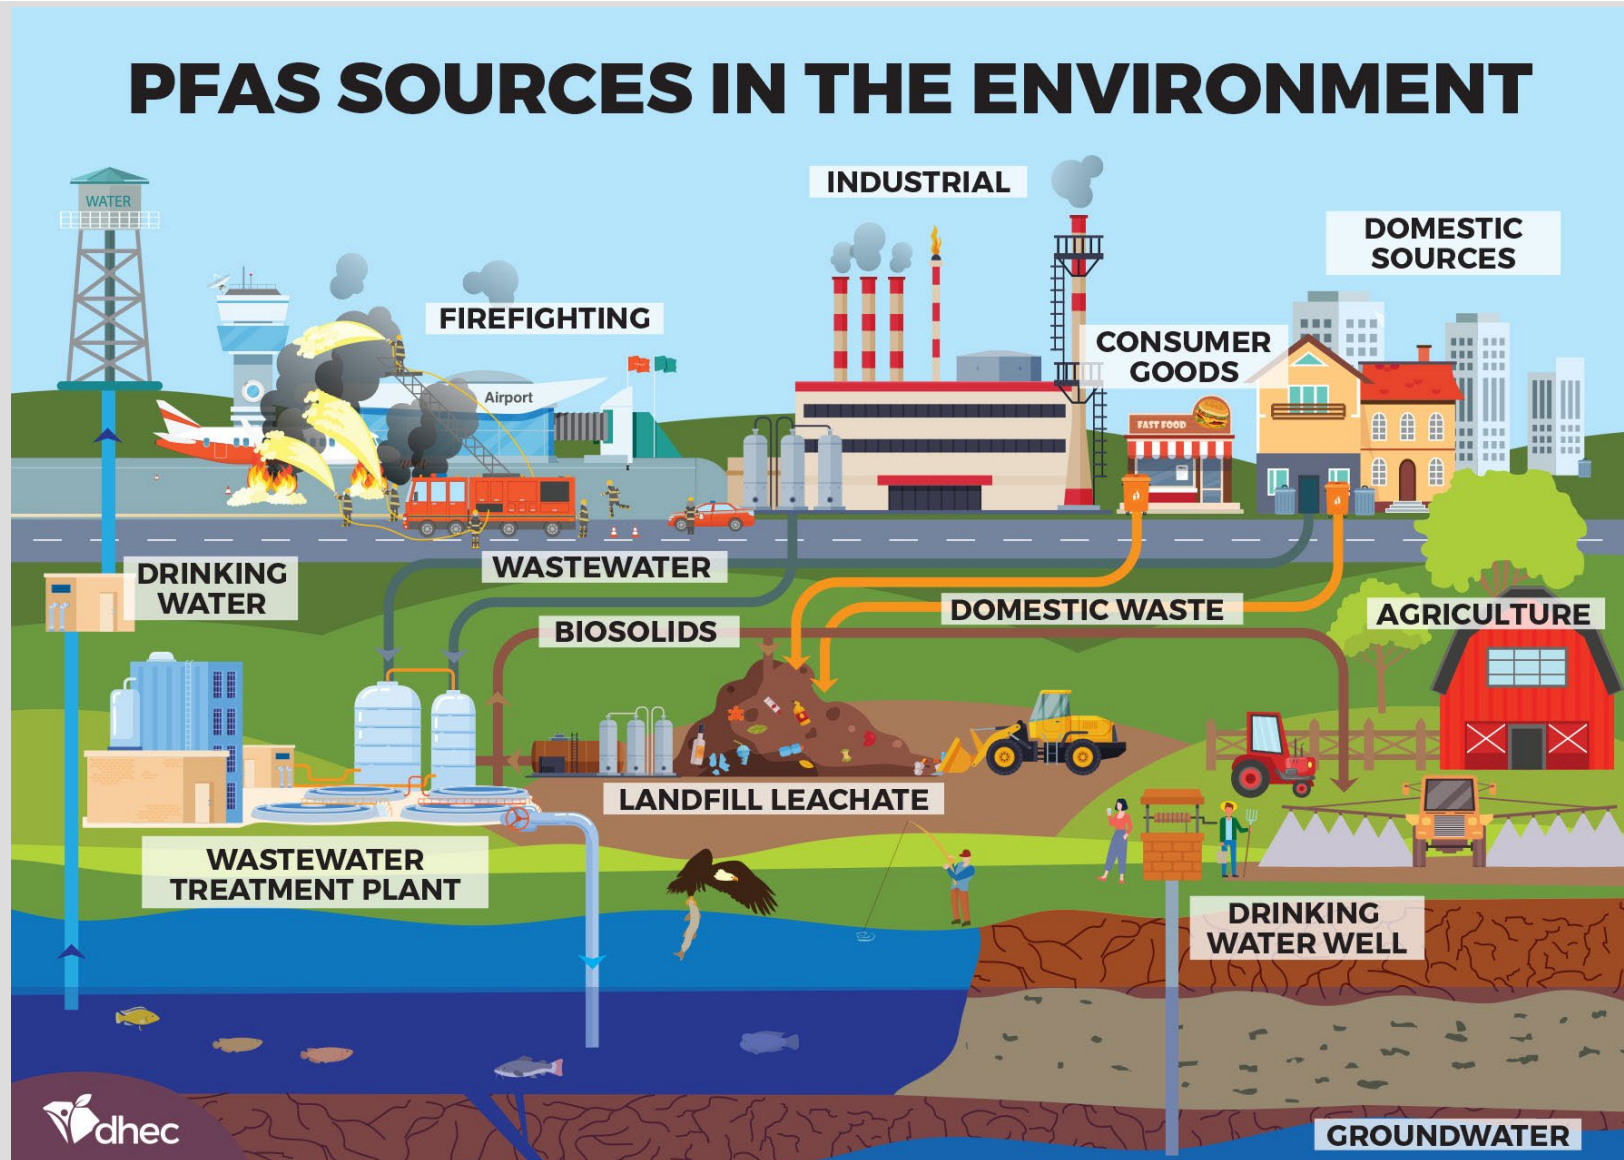 PFAS SOURCES IN THE ENVIRONMENT
INDUSTRIAL
WATER
DOMESTIC
SOURCES
FIREFIGHTING
CONSUMER
GOODS
Airport
FAST FOOD
WASTEWATER
DRINKING
WATER
DOMESTIC WASTE
AGRICULTURE
BIOSOLIDS
LANDFILL LEACHATE
WASTEWATER
TREATMENT PLANT
DRINKING
WATER WELL
dhec
GROUNDWATER